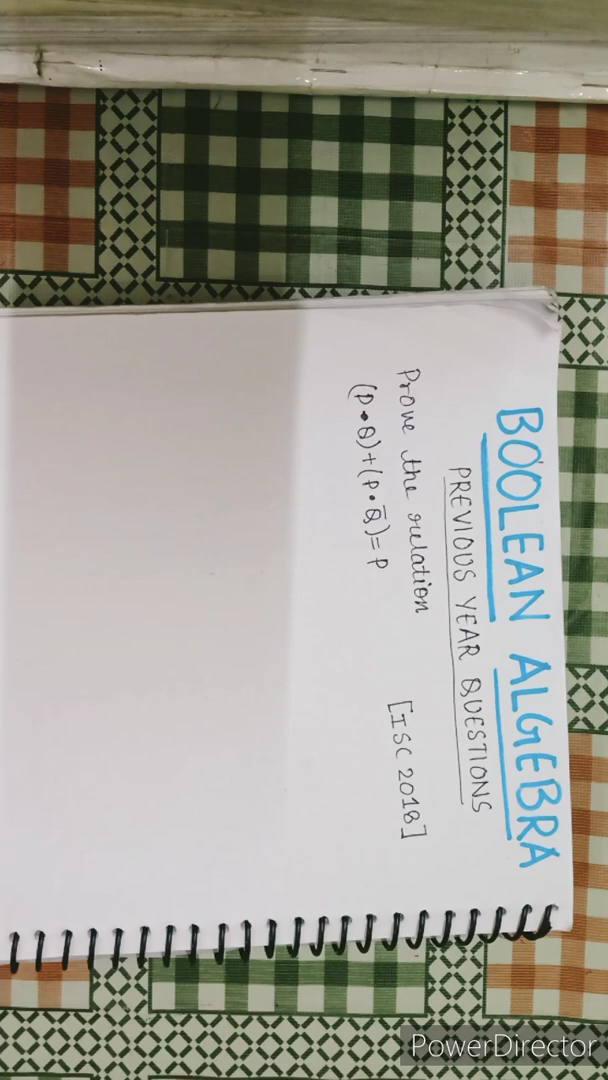 BOOLEAN ALGEBRA
PREVIOUS YEAR QUESTIONS
Prove the relation [ISC 2018]
(P•Q)+(P•Q̅)=P
PowerDirector